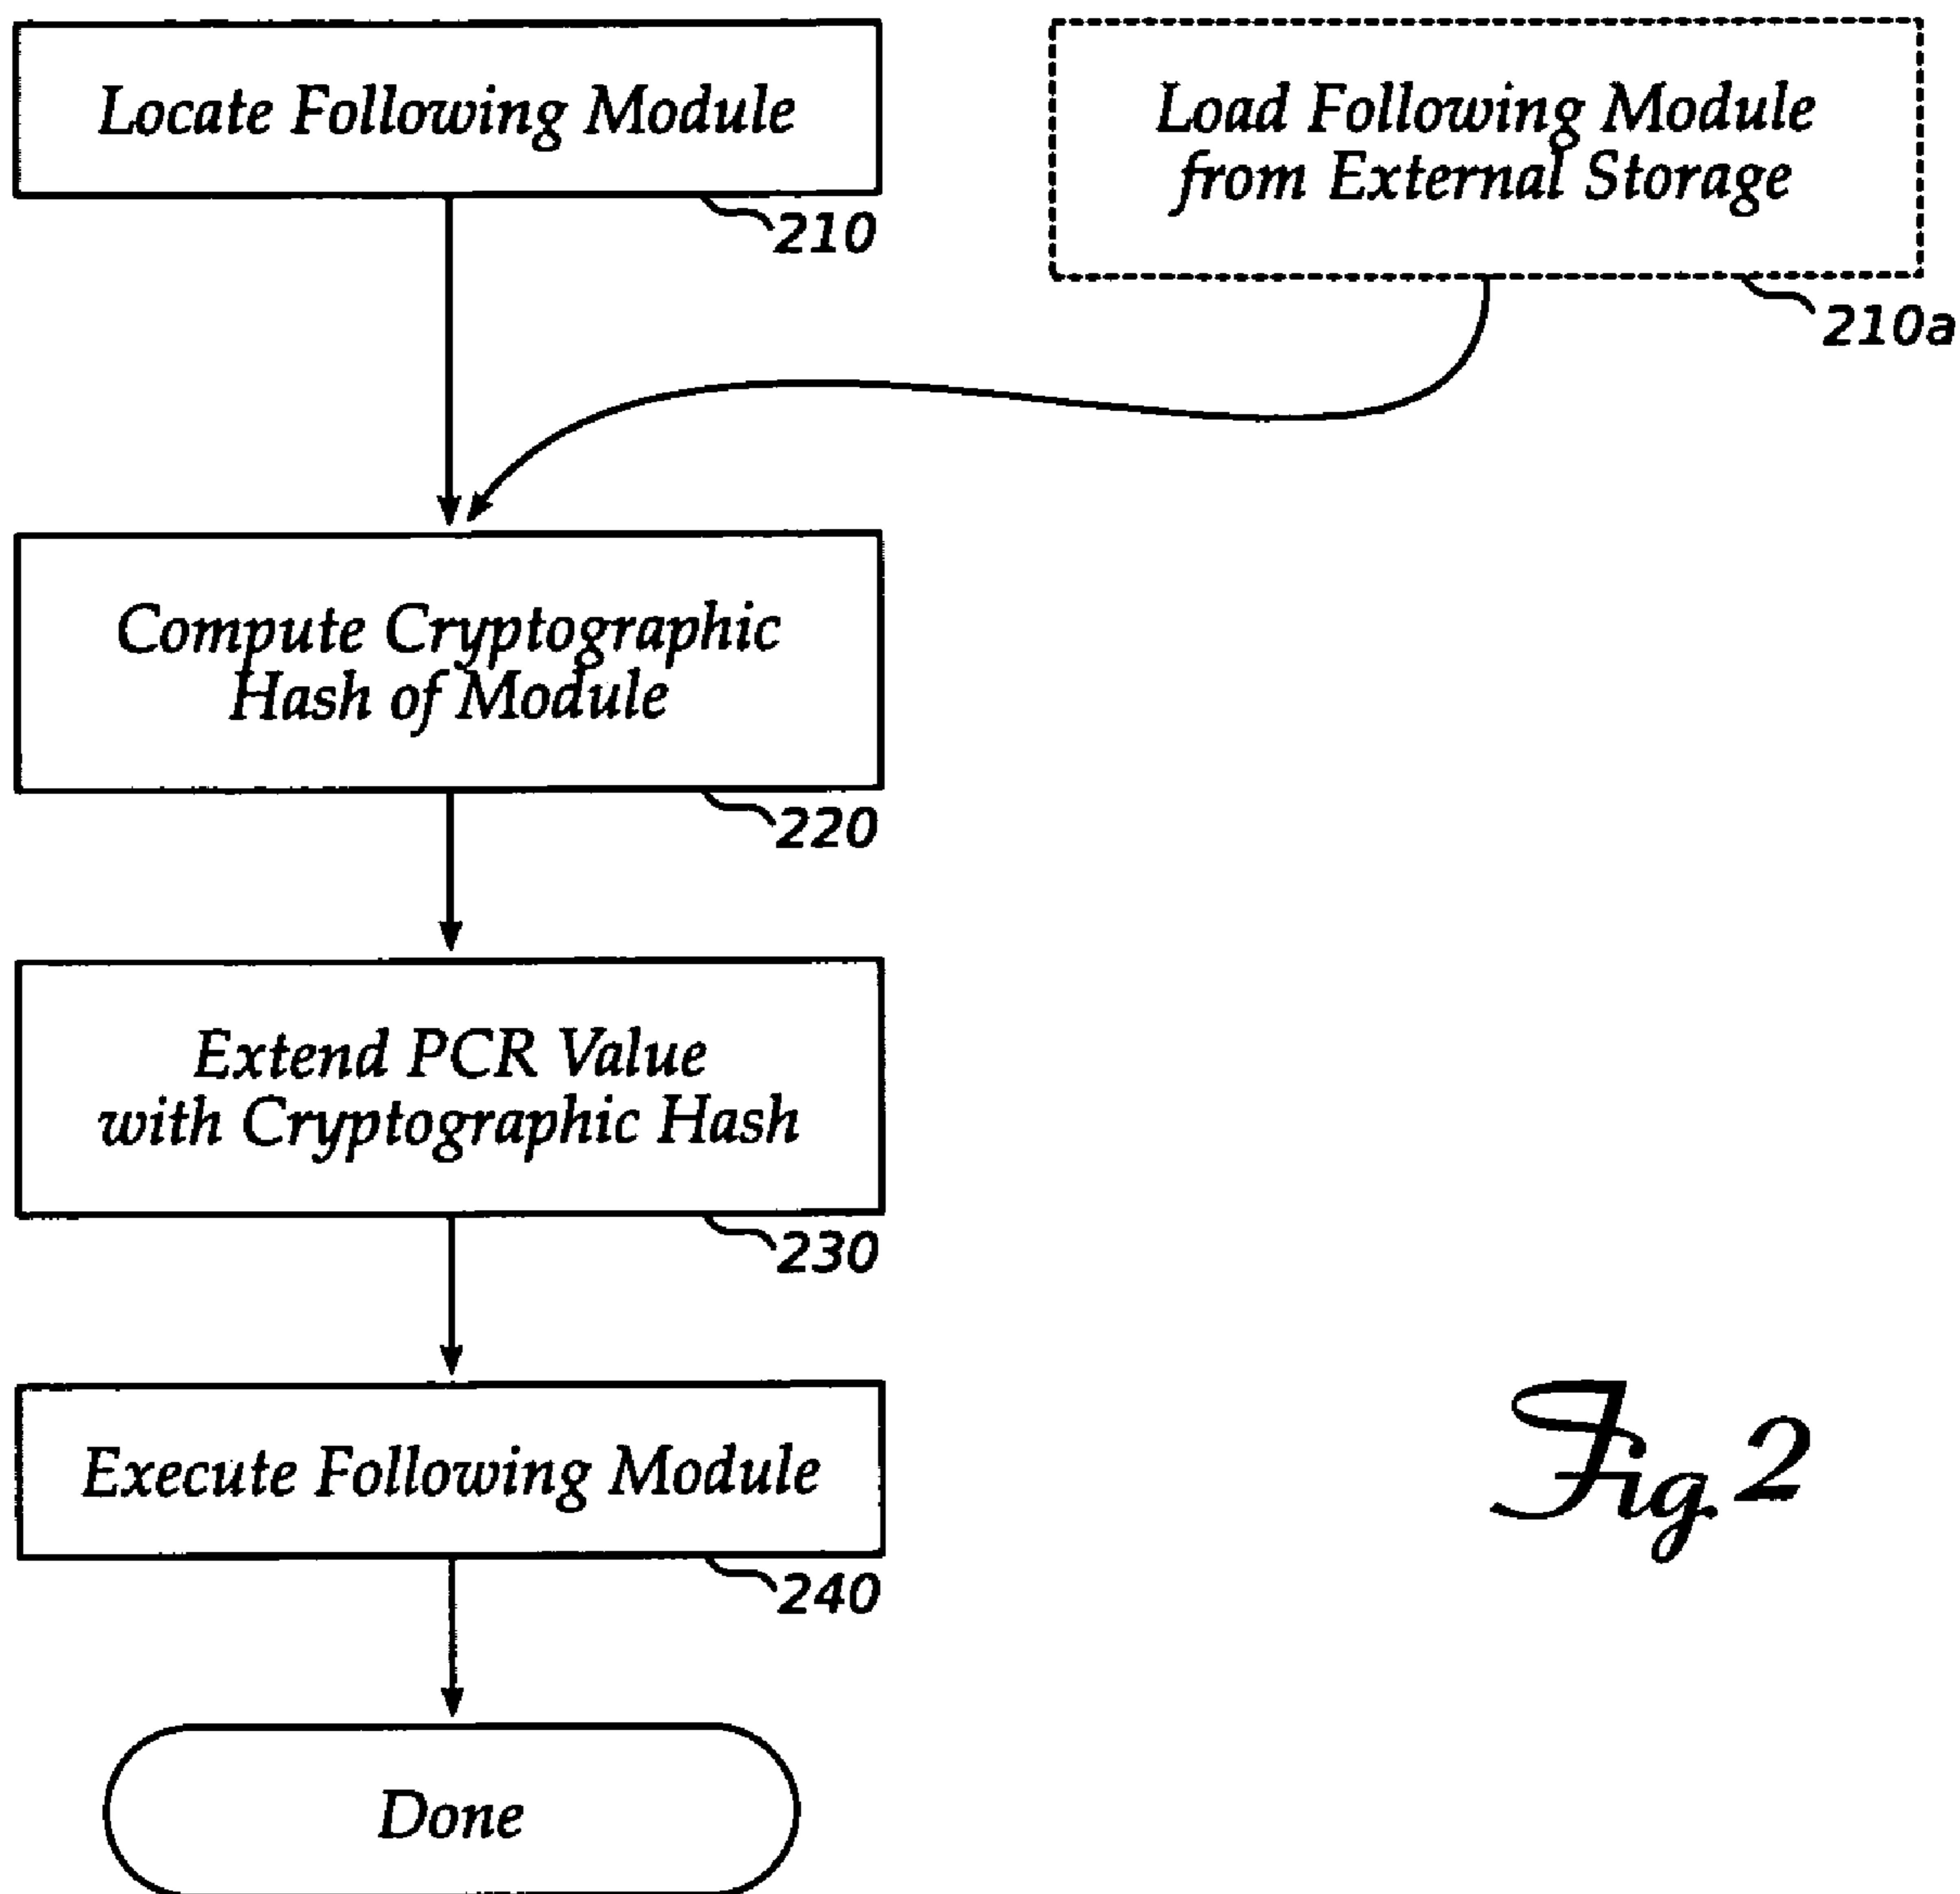 Locate Following Module
210
Load Following Module
from External Storage
210a
Compute Cryptographic
Hash of Module
220
Extend PCR Value
with Cryptographic Hash
230
Execute Following Module
240
Done
Fig. 2